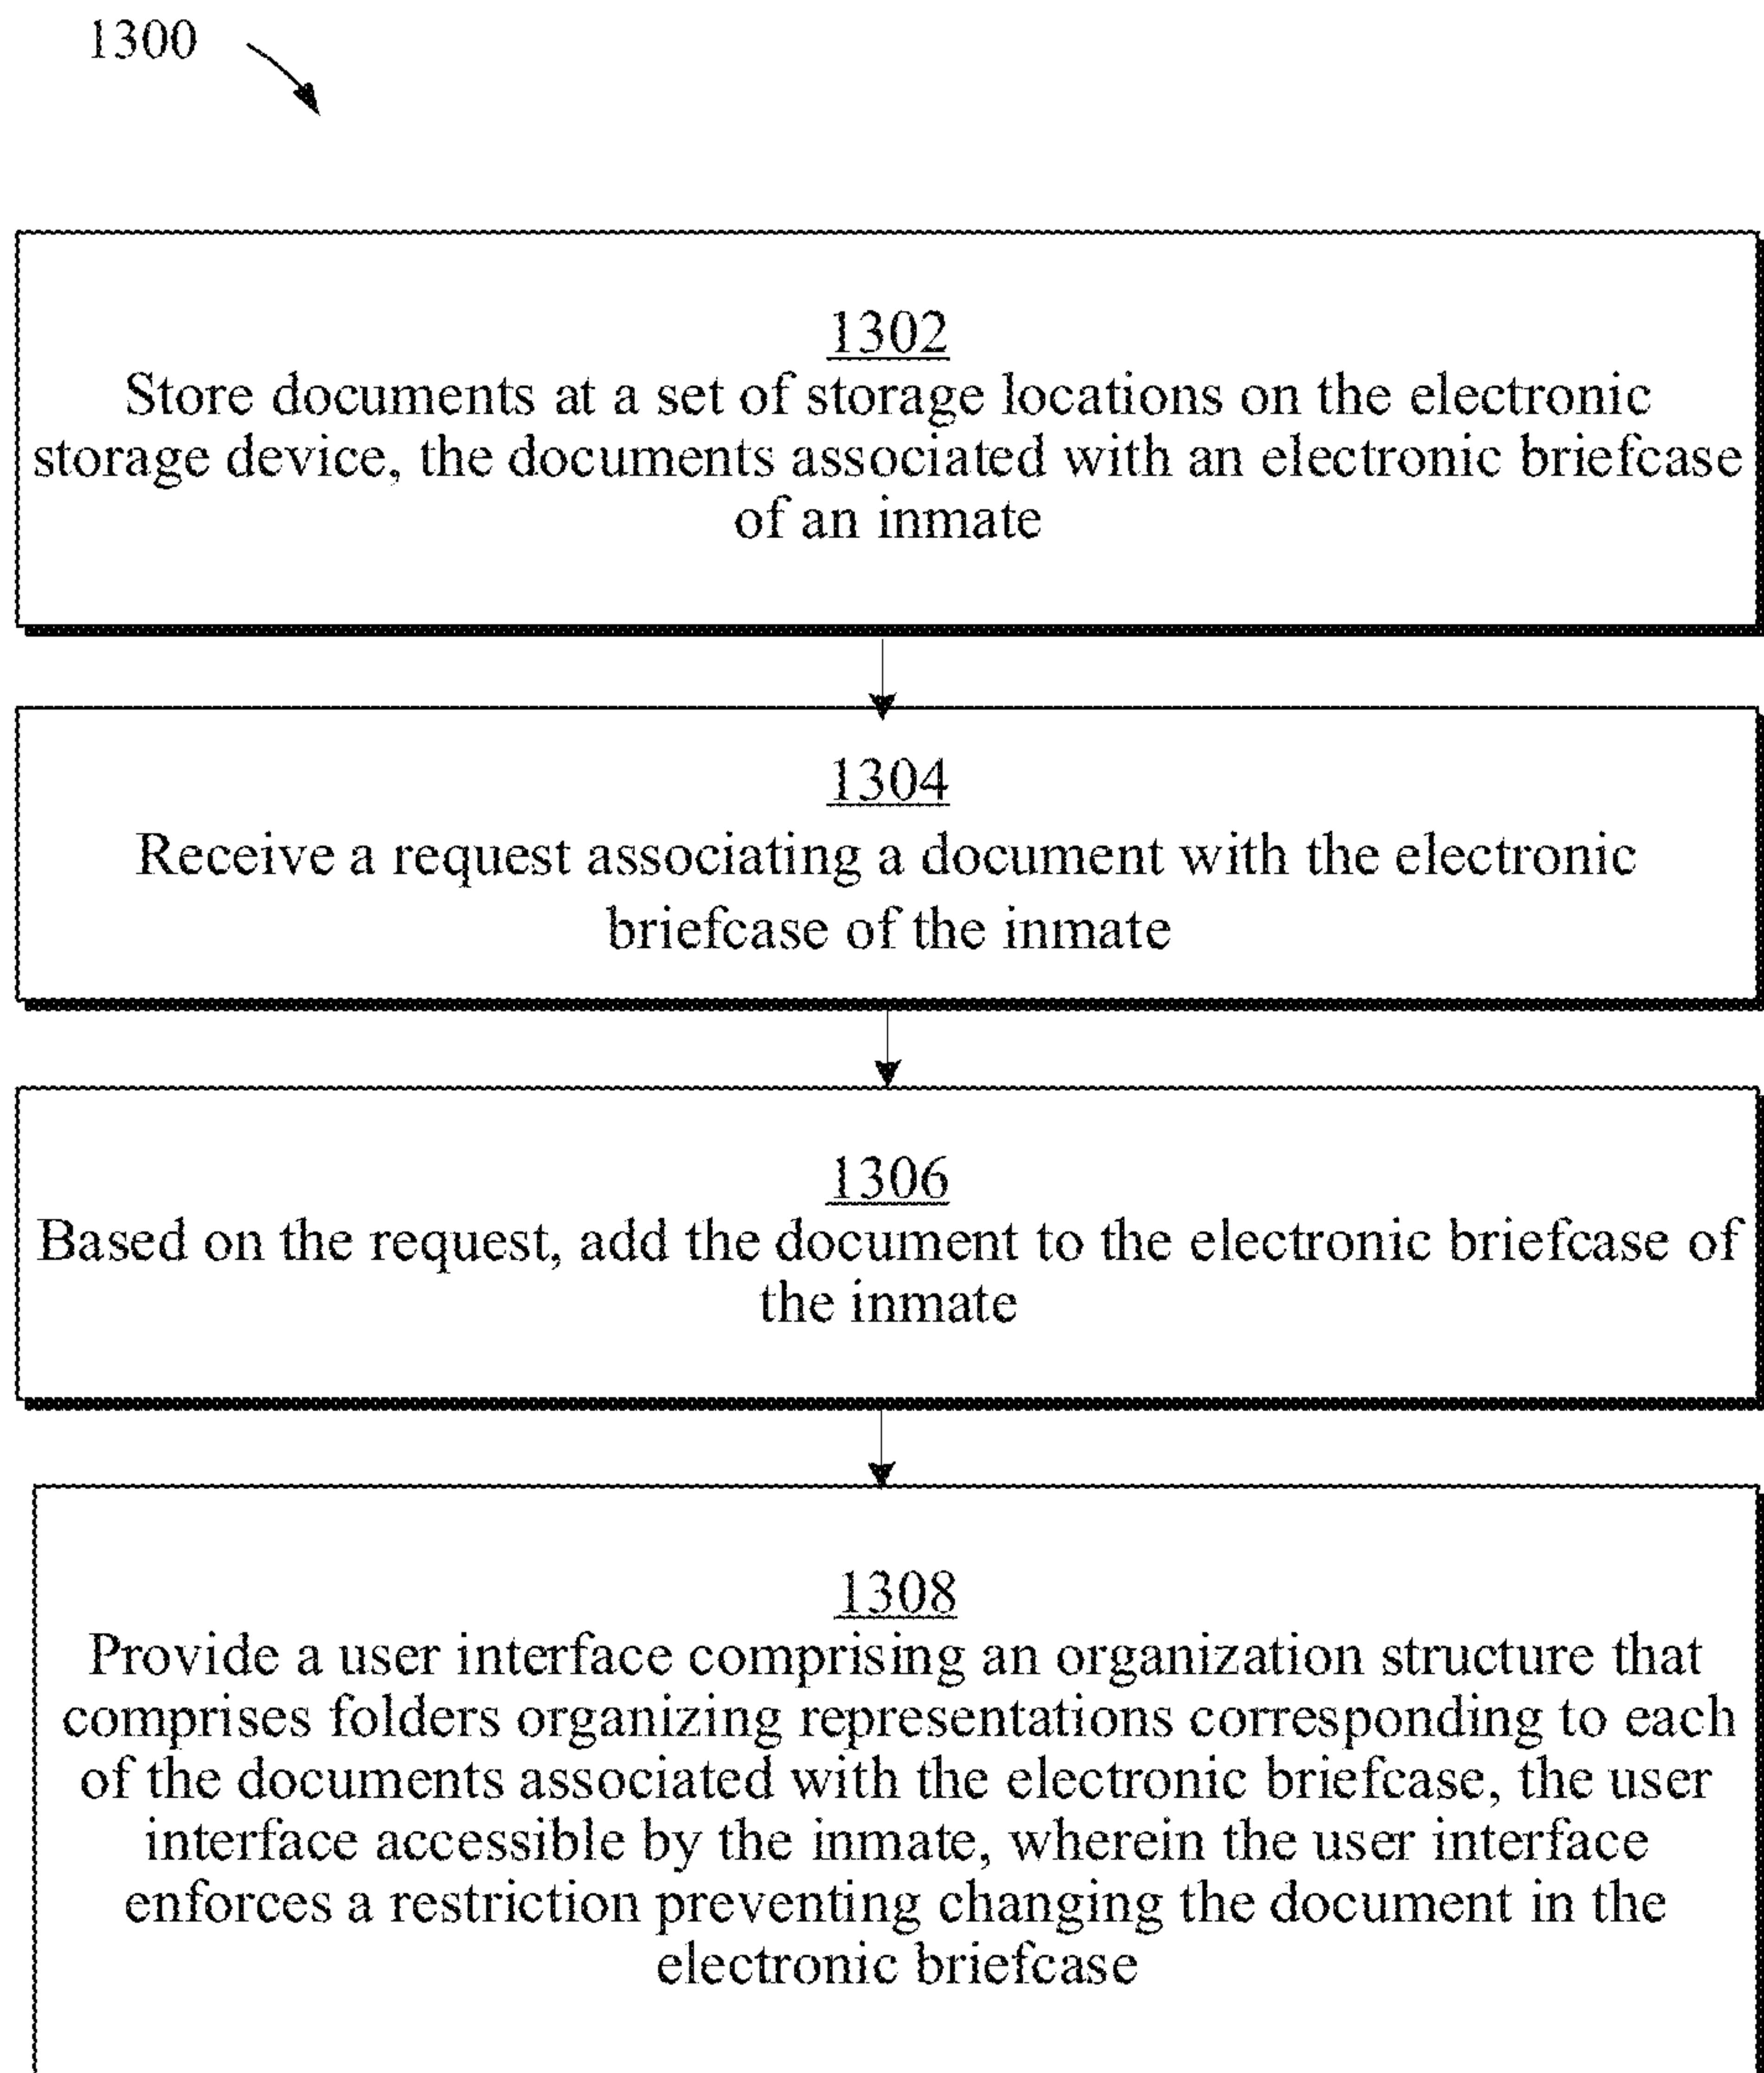 1300
1302
Store documents at a set of storage locations on the electronic
storage device, the documents associated with an electronic briefcase
of an inmate
1304
Receive a request associating a document with the electronic
briefcase of the inmate
1306
Based on the request, add the document to the electronic briefcase of
the inmate
1308
Provide a user interface comprising an organization structure that
comprises folders organizing representations corresponding to each
of the documents associated with the electronic briefcase, the user
interface accessible by the inmate, wherein the user interface
enforces a restriction preventing changing the document in the
electronic briefcase